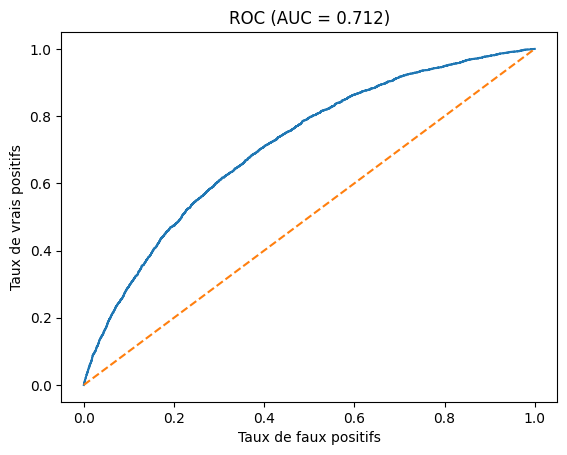 ROC (AUC = 0.712)
Taux de vrais positifs
1.0
0.8
0.6
0.4
0.2
0.0
0.0 0.2 0.4 0.6 0.8 1.0
Taux de faux positifs